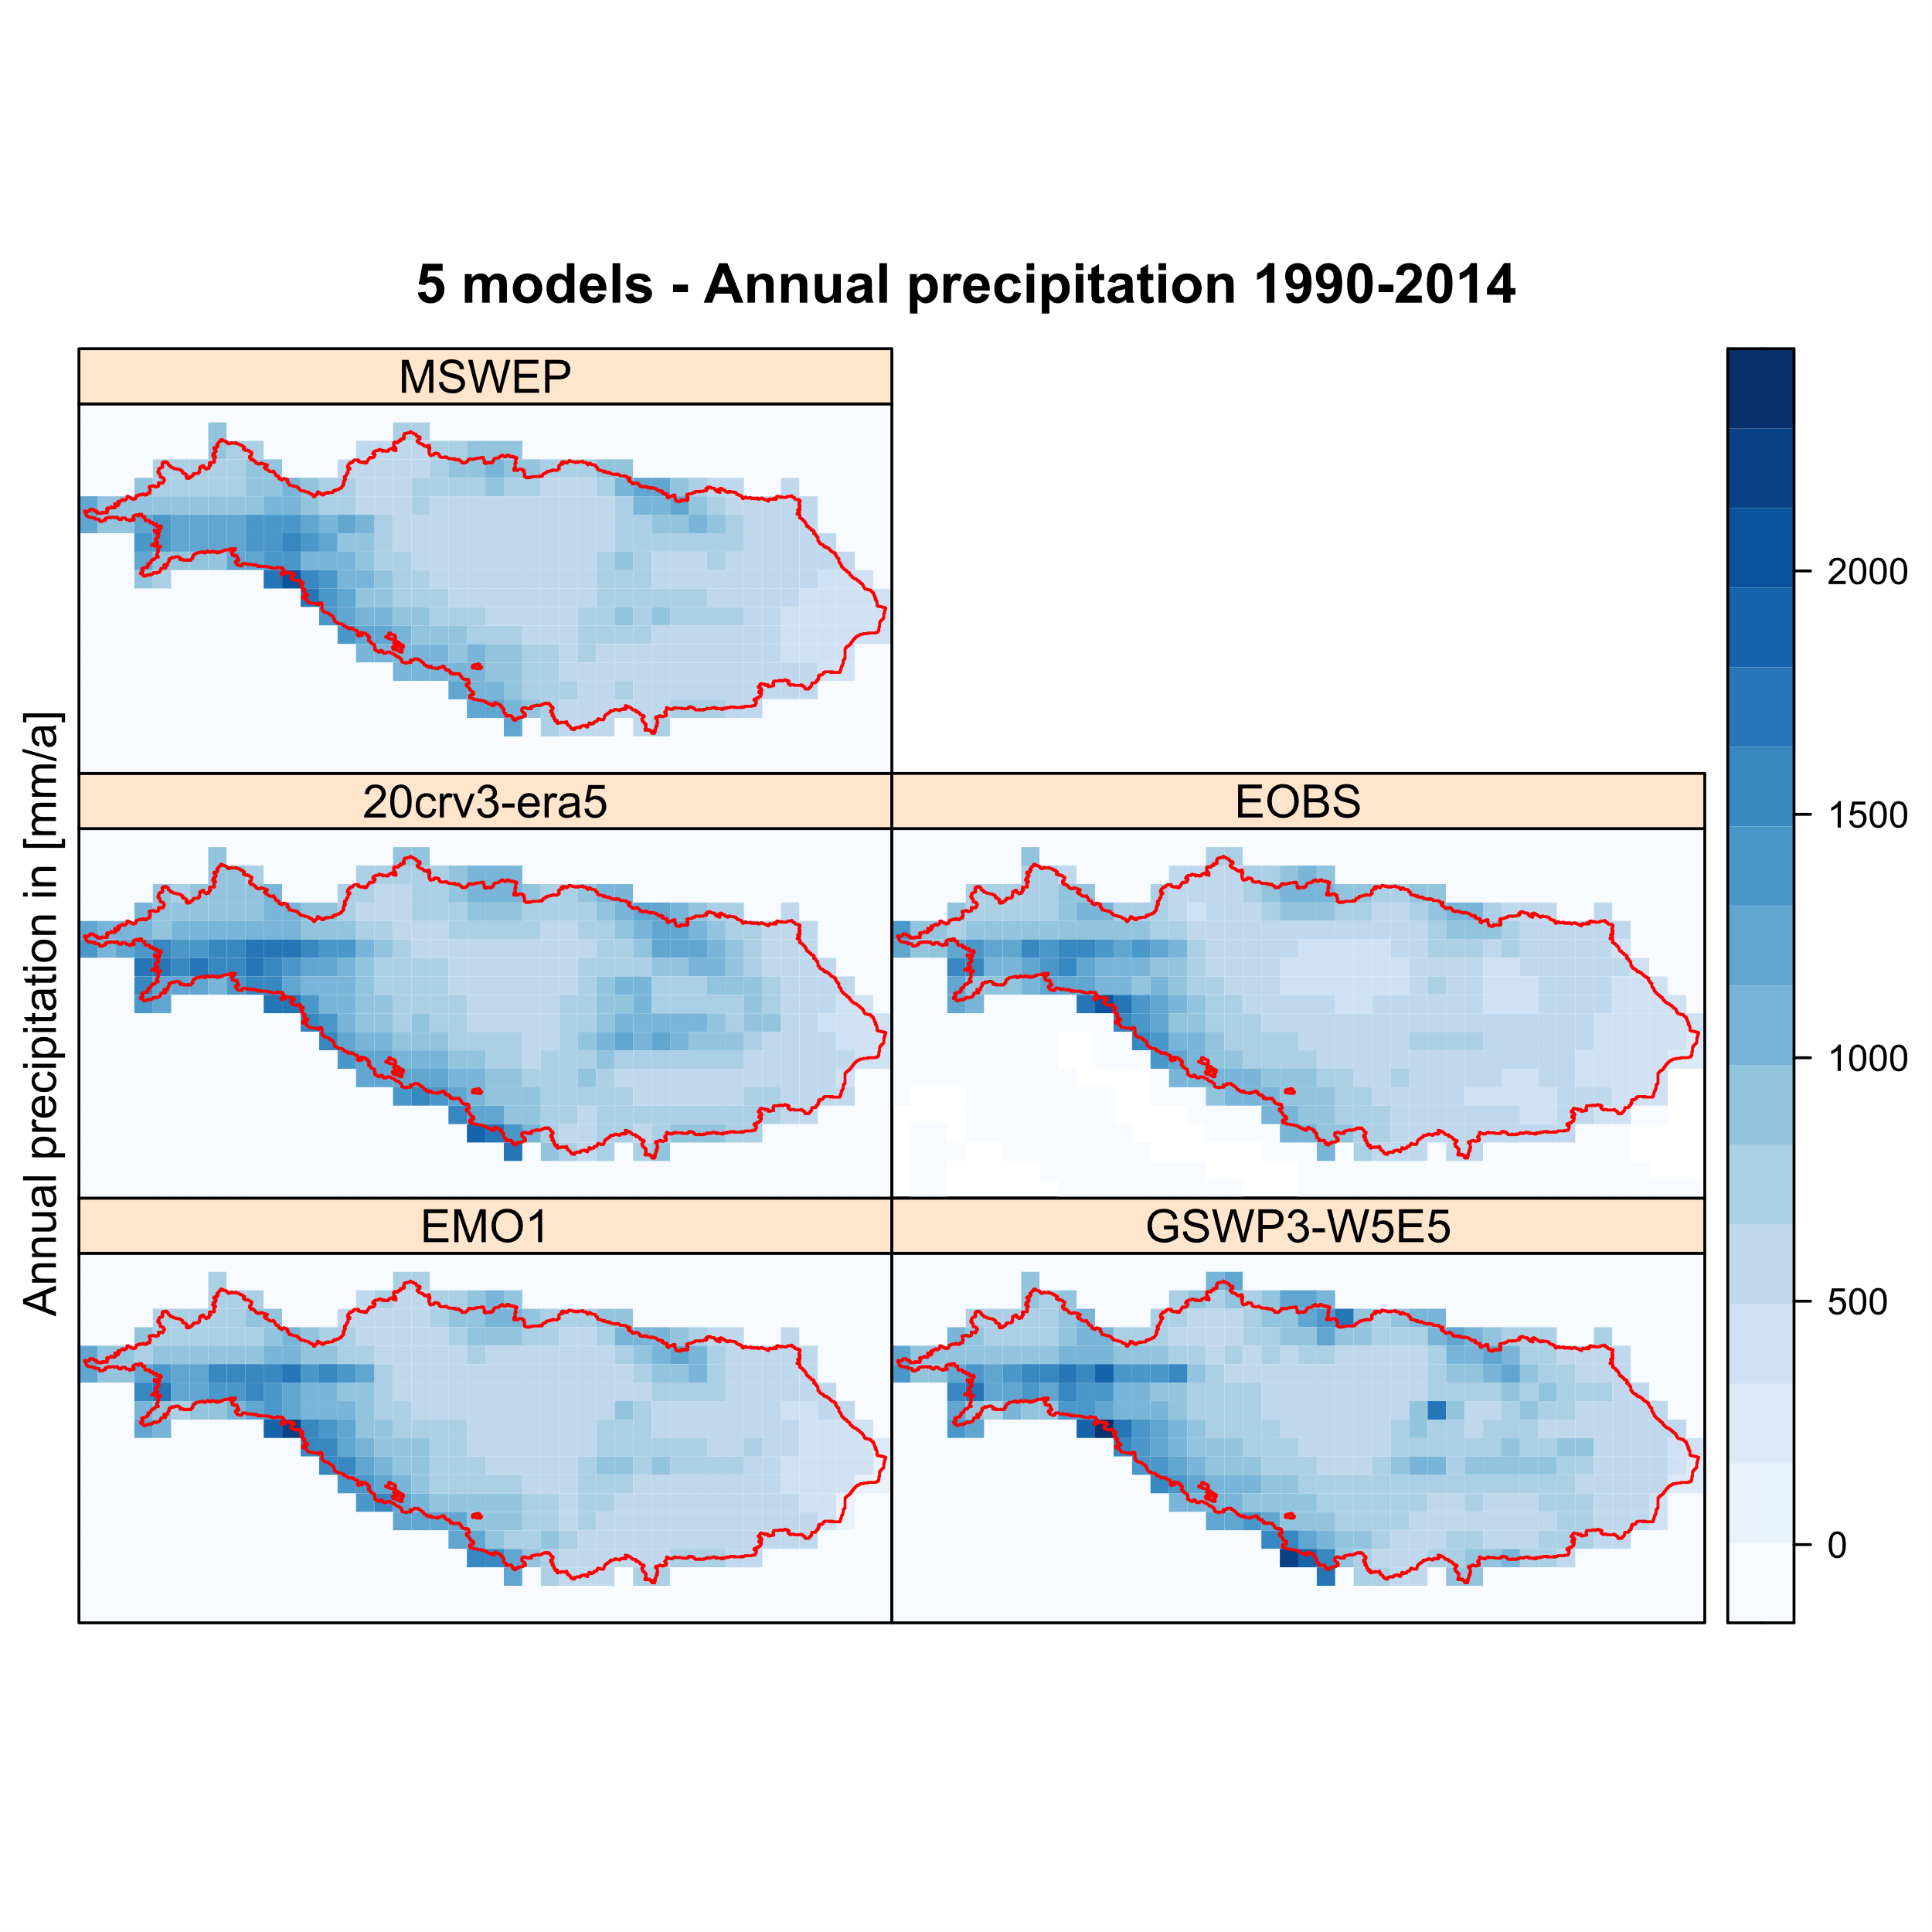 5 models - Annual precipitation 1990-2014
MSWEP
20crv3-era5
EOBS
EMO1
GSWP3-W5E5
Annual precipitation in [mm/a]
2000
1500
1000
500
0